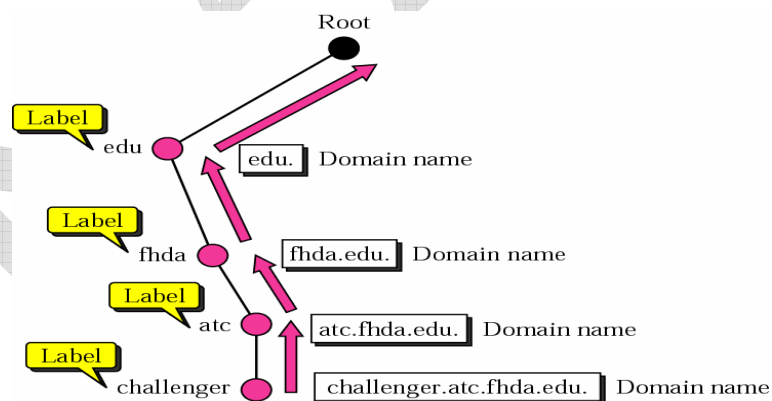 Root
Label
edu
edu. Domain name
Label
fhda
fhda.edu. Domain name
Label
atc
atc.fhda.edu. Domain name
Label
challenger
challenger.atc.fhda.edu. Domain name